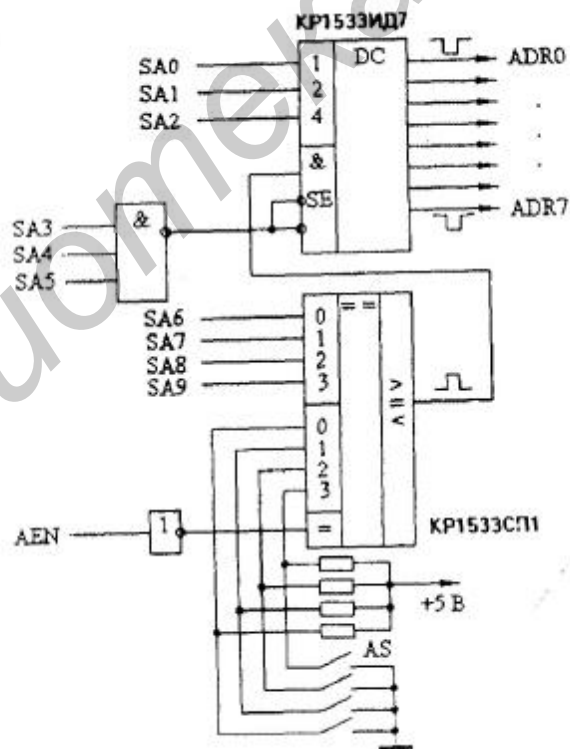 КР1533ИД7
SA0
SA1
SA2
1
2
4
&
SE
DC
ADR0
ADR7
SA3
SA4
SA5
&
SA6
SA7
SA8
SA9
0
1
2
3
0
1
2
3
=
= =
< = >
AEN
1
КР1533СП1
+5 В
AS